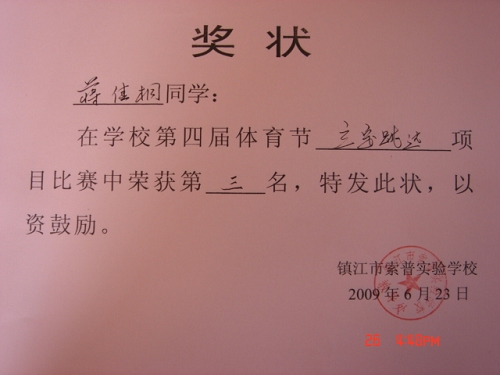 奖状
蒋佳桐同学：
在学校第四届体育节立定跳远项
目比赛中荣获第三名，特发此状，以
资鼓励。
镇江市索普实验学校
2009年6月23日